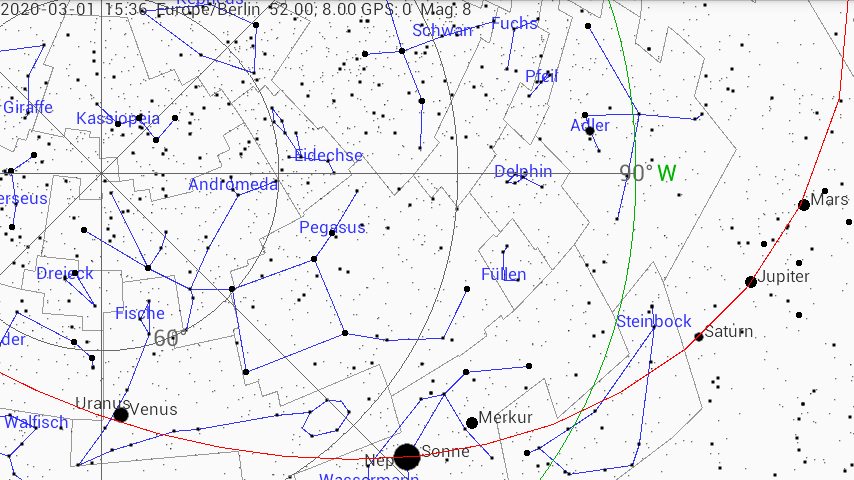 2020-03-01 15:36 Europe/Berlin 52.00; 8.00 GPS: 0 Mag: 8
Schwan
Fuchs
Pfeil
Giraffe
Kassiopeia
Adler
Eidechse
Delphin
90° W
Andromeda
erseus
Mars
Pegasus
Dreieck
Füllen
Jupiter
Fische
Steinbock
Saturn
der
60°
Uranus
Venus
Walfisch
Merkur
Nep
Sonne
Wassermann